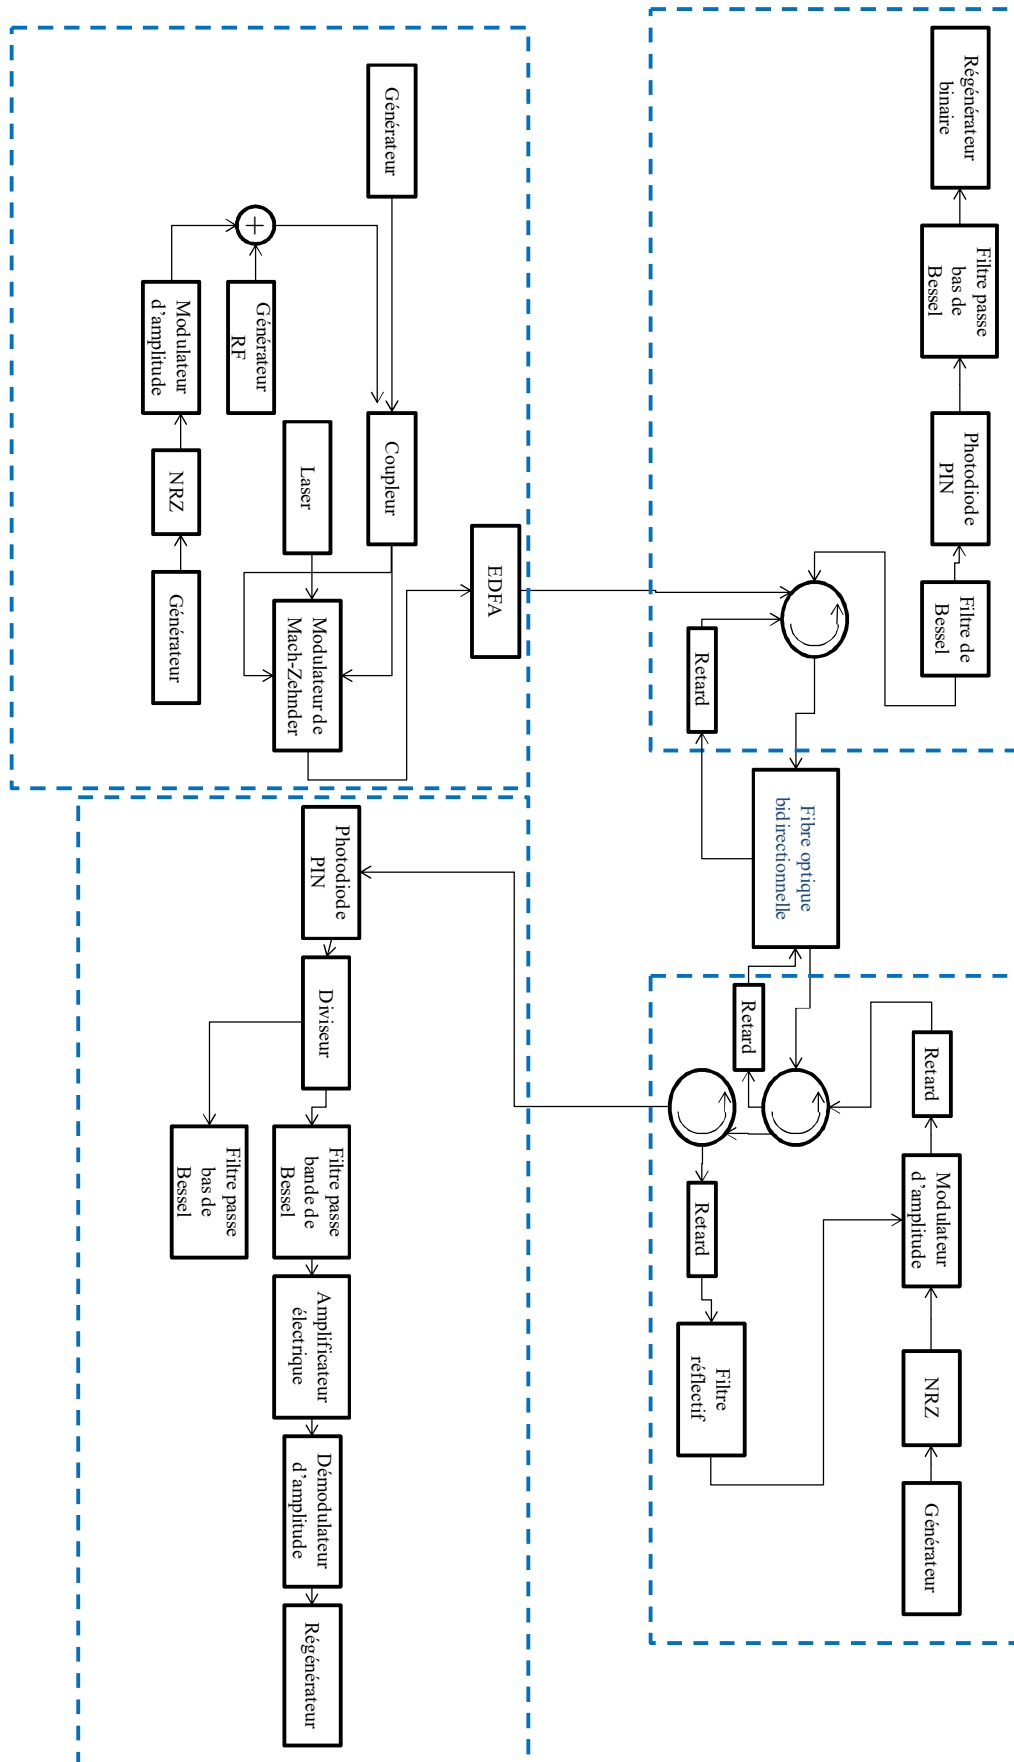 Régénérateur
binaire
Filtre passe
bas de
Bessel
Photodiode
PIN
Filtre de
Bessel
Retard
Fibre optique
bidirectionnelle
Retard
Retard
Modulateur
d'amplitude
NRZ
Générateur
Retard
Filtre
réflectif
Générateur
Coupleur
EDFA
Générateur
RF
Laser
Modulateur
d'amplitude
NRZ
Générateur
Modulateur de
Mach-Zehnder
Photodiode
PIN
Diviseur
Filtre passe
bande de
Bessel
Amplificateur
électrique
Démodulateur
d'amplitude
Régénérateur
Filtre passe
bas de
Bessel